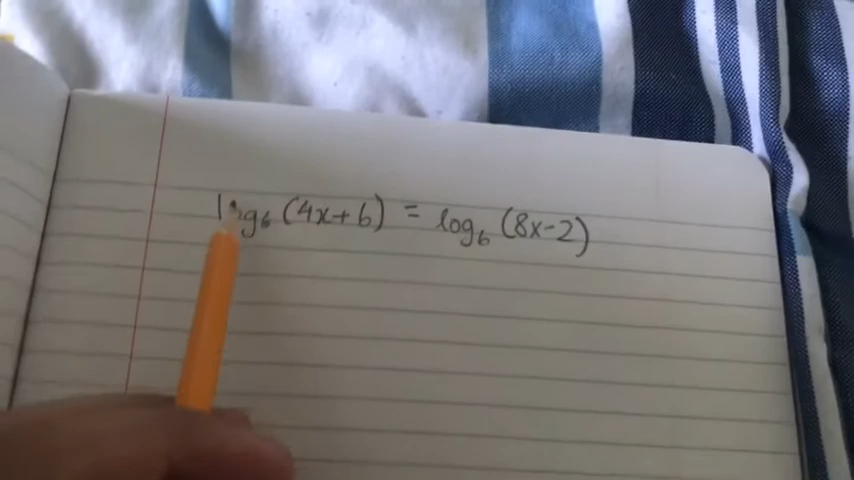 log₆ (4x+6) = log₆ (8x-2)